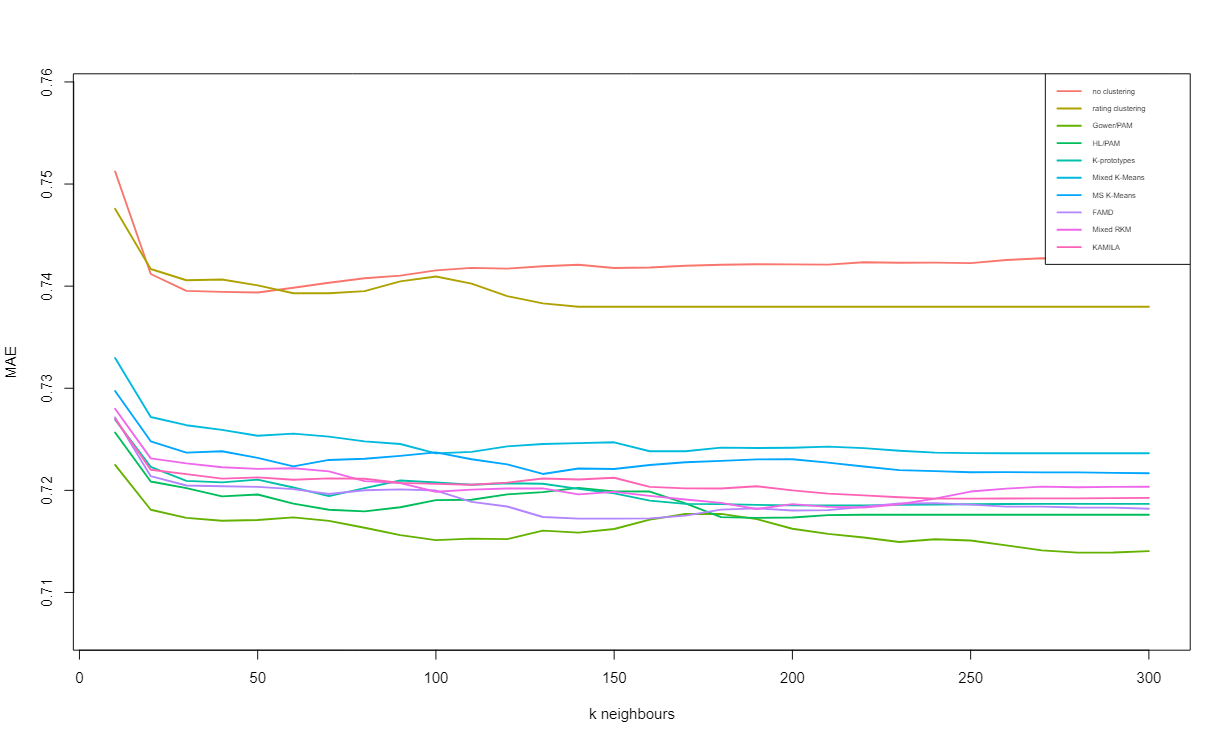 0.76
0.75
0.74
0.73
0.72
0.71
MAE
0
50
100
150
200
250
300
k neighbours
no clustering
rating clustering
Gower/PAM
HL/PAM
K-prototypes
Mixed K-Means
MS K-Means
FAMD
Mixed RKM
KAMILA